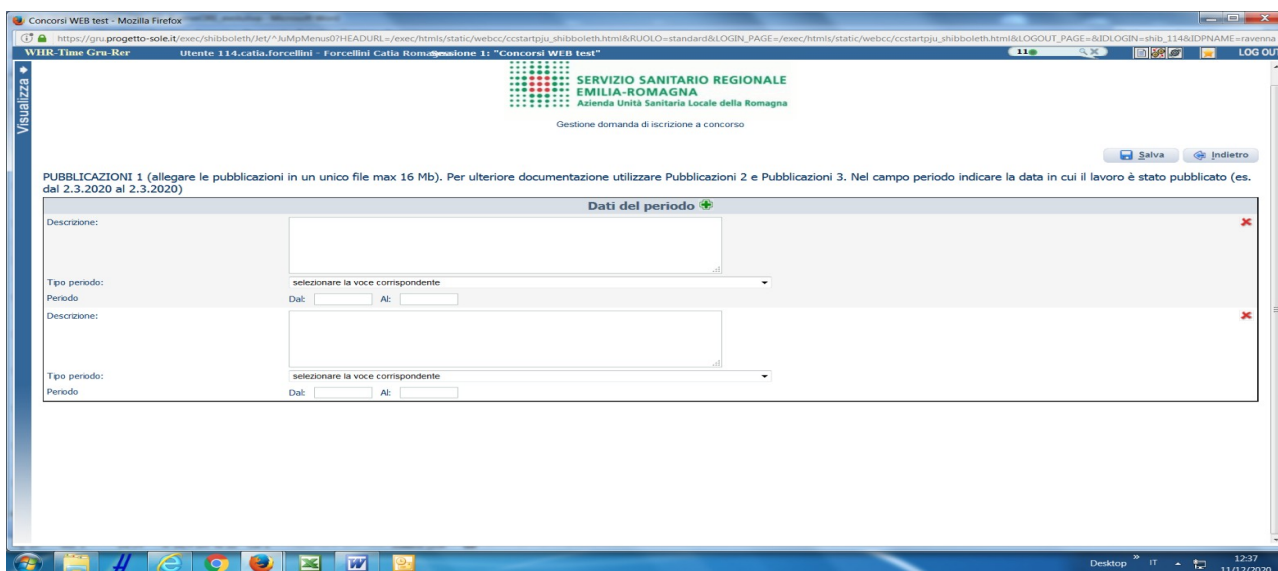 Concorsi WEB test - Mozilla Firefox
https://gru.progetto-sole.it/exec/shibboleth/Jet/^JuMpMenus0?HEADURL=/exec/htmls/static/webcc/ccstartpju_shibboleth.html&RUOLO=standard&LOGIN_PAGE=/exec/htmls/static/webcc/ccstartpju_shibboleth.html&LOGOUT_PAGE=&IDLOGIN=shib_114&IDPNAME=ravenna
WHR-Time Gru-Rer Utente 114.catia.forcellini - Forcellini Catia Sessione 1: "Concorsi WEB test" 11 LOG OUT
Visualizza
SERVIZIO SANITARIO REGIONALE
EMILIA-ROMAGNA
Azienda Unità Sanitaria Locale della Romagna
Gestione domanda di iscrizione a concorso
Salva Indietro
PUBBLICAZIONI 1 (allegare le pubblicazioni in un unico file max 16 Mb). Per ulteriore documentazione utilizzare Pubblicazioni 2 e Pubblicazioni 3. Nel campo periodo indicare la data in cui il lavoro è stato pubblicato (es.
dal 2.3.2020 al 2.3.2020)
Dati del periodo
Descrizione:
Tipo periodo: selezionare la voce corrispondente
Periodo Dal: Al:
Descrizione:
Tipo periodo: selezionare la voce corrispondente
Periodo Dal: Al:
Desktop IT 12:37
11/12/2020